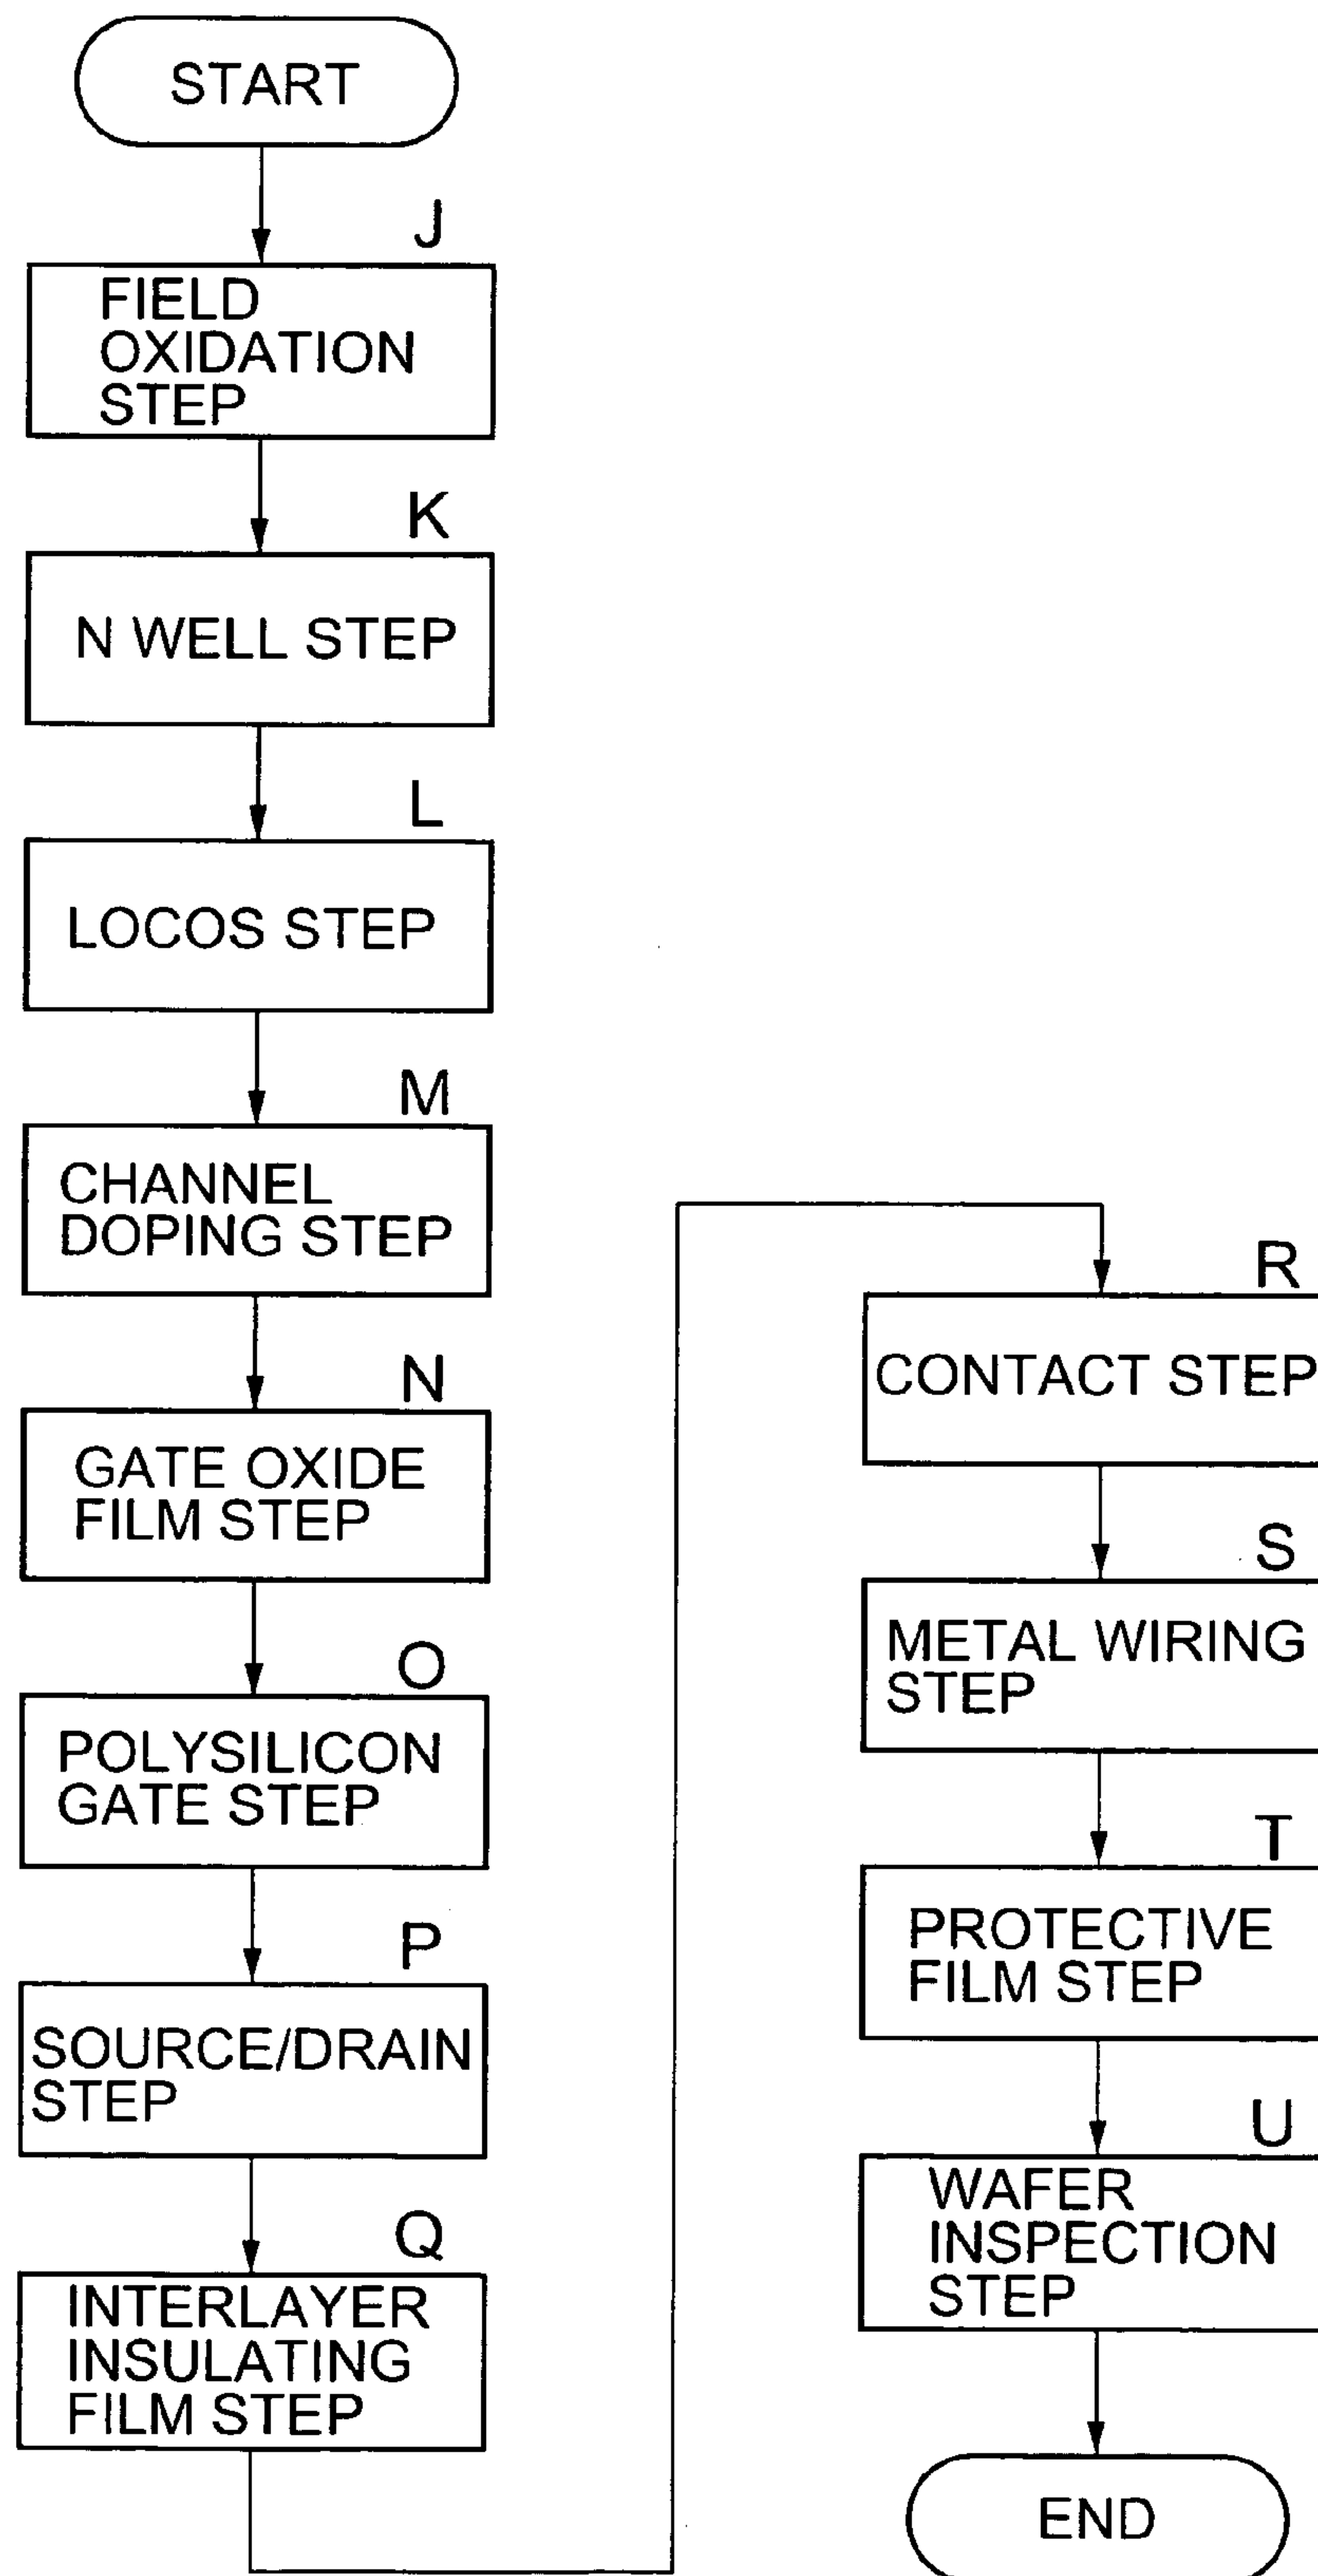 START
J
FIELD
OXIDATION
STEP
K
N WELL STEP
L
LOCOS STEP
M
CHANNEL
DOPING STEP
N
GATE OXIDE
FILM STEP
O
POLYSILICON
GATE STEP
P
SOURCE/DRAIN
STEP
Q
INTERLAYER
INSULATING
FILM STEP
R
CONTACT STEP
S
METAL WIRING
STEP
T
PROTECTIVE
FILM STEP
U
WAFER
INSPECTION
STEP
END